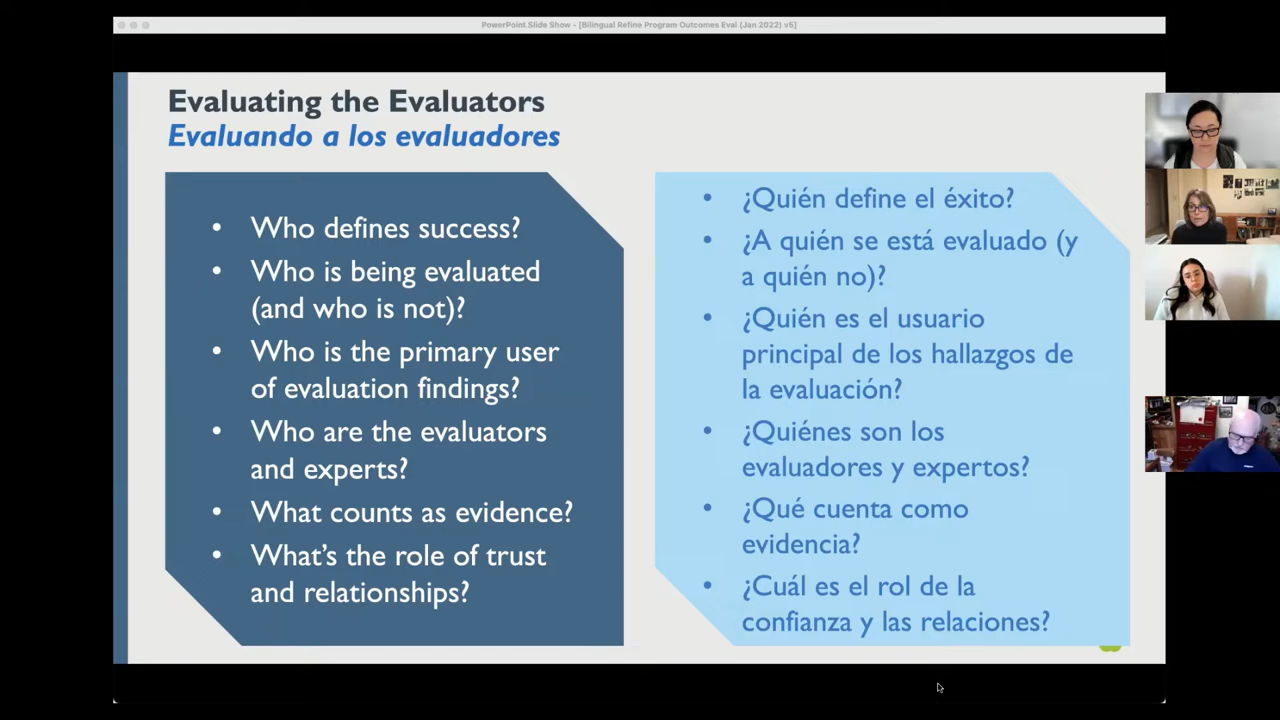 PowerPoint Slide Show - [Bilingual Refine Program Outcomes Eval (Jan 2022) v5]
Evaluating the Evaluators
Evaluando a los evaluadores
• Who defines success?
• Who is being evaluated
(and who is not)?
• Who is the primary user
of evaluation findings?
• Who are the evaluators
and experts?
• What counts as evidence?
• What's the role of trust
and relationships?
• ¿Quién define el éxito?
• ¿A quién se está evaluado (y
a quién no)?
• ¿Quién es el usuario
principal de los hallazgos de
la evaluación?
• ¿Quiénes son los
evaluadores y expertos?
• ¿Qué cuenta como
evidencia?
• ¿Cuál es el rol de la
confianza y las relaciones?